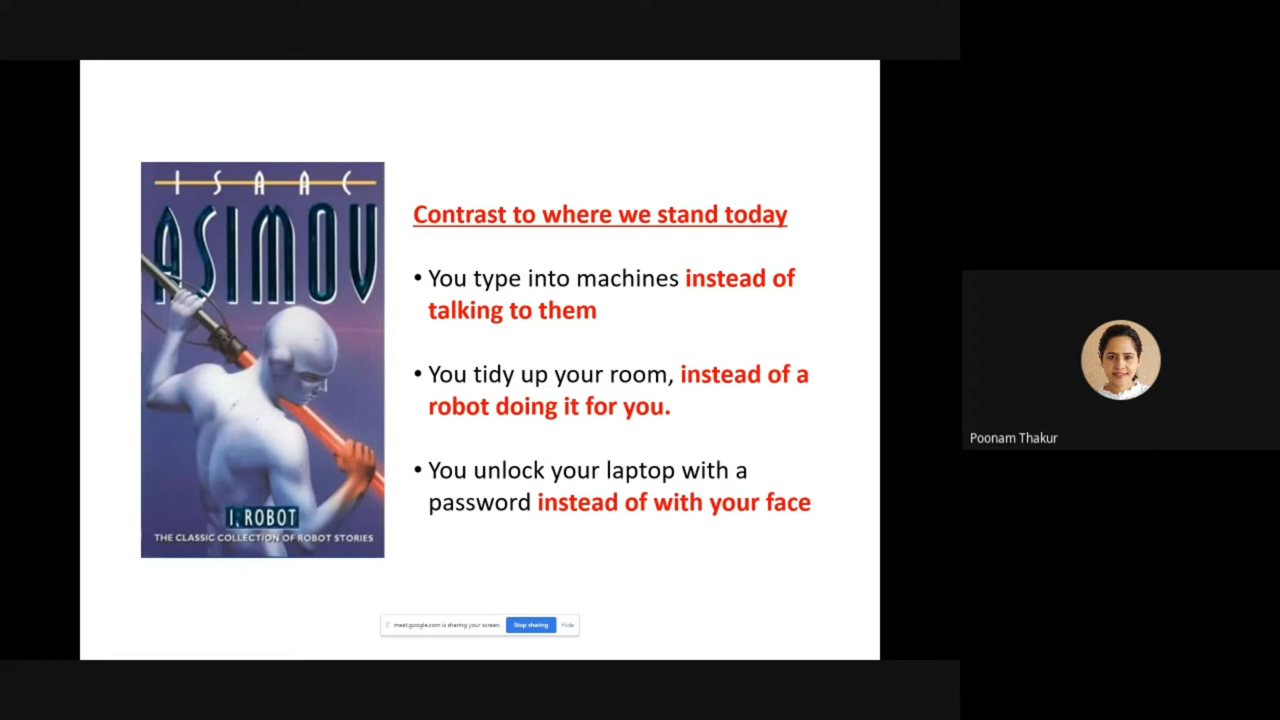 ISAAC
ASIMOV
I, ROBOT
THE CLASSIC COLLECTION OF ROBOT STORIES
Contrast to where we stand today
• You type into machines instead of
talking to them
• You tidy up your room, instead of a
robot doing it for you.
• You unlock your laptop with a
password instead of with your face
meet.google.com is sharing your screen. Stop sharing Hide
Poonam Thakur